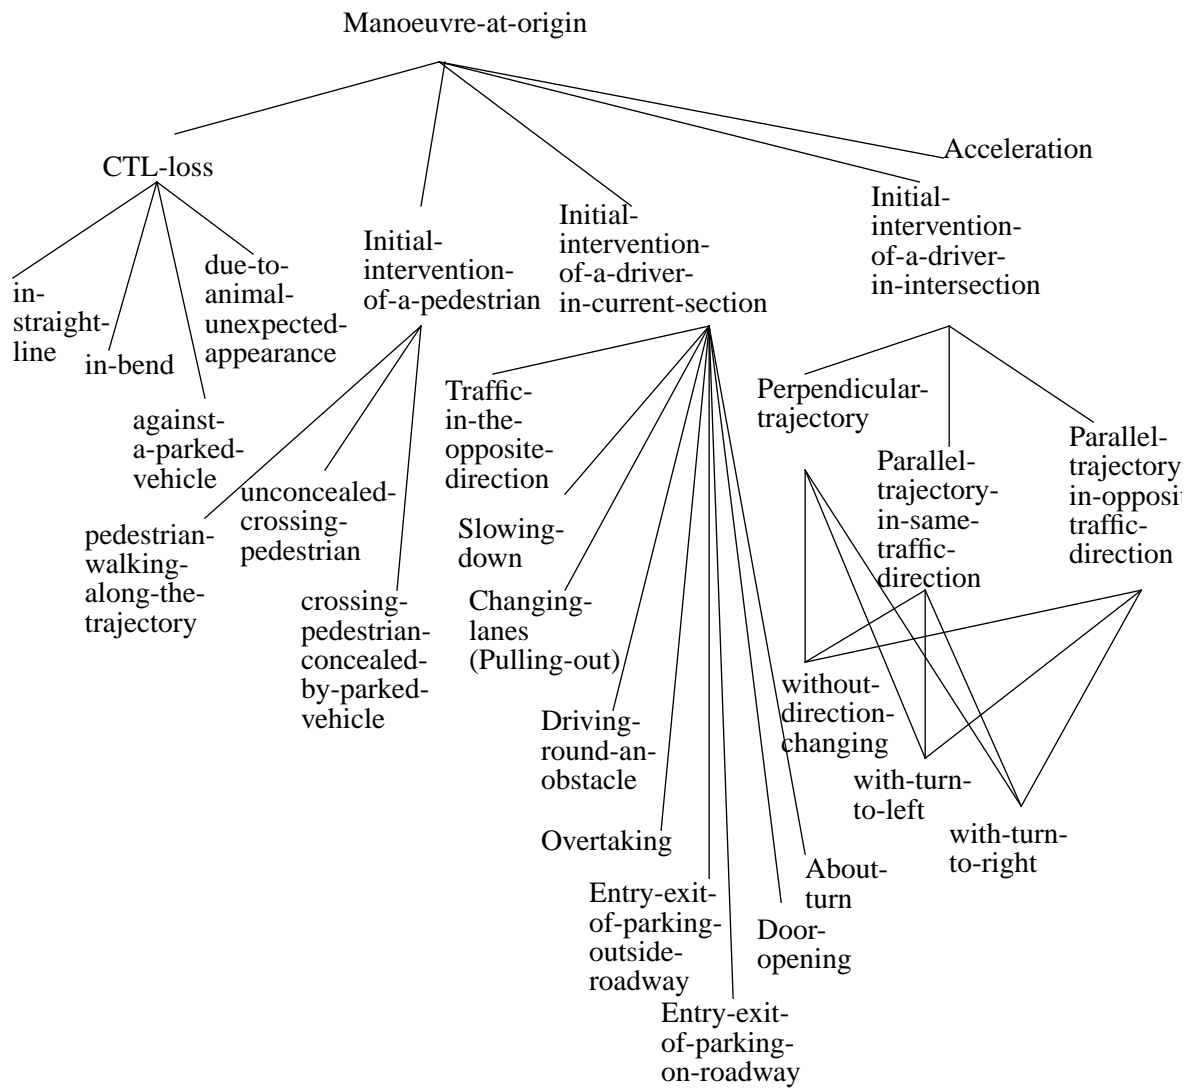 Manoeuvre-at-origin
CTL-loss
Acceleration
Initial-
intervention-
of-a-pedestrian
Initial-
intervention-
of-a-driver-
in-current-section
Initial-
intervention-
of-a-driver-
in-intersection
in-
straight-
line
in-bend
against-
a-parked-
vehicle
due-to-
animal-
unexpected-
appearance
pedestrian-
walking-
along-the-
trajectory
unconcealed-
crossing-
pedestrian
crossing-
pedestrian-
concealed-
by-parked-
vehicle
Traffic-
in-the-
opposite-
direction
Slowing-
down
Changing-
lanes
(Pulling-out)
Driving-
round-an-
obstacle
Overtaking
Entry-exit-
of-parking-
outside-
roadway
Entry-exit-
of-parking-
on-roadway
Door-
opening
About-
turn
Perpendicular-
trajectory
Parallel-
trajectory-
in-same-
traffic-
direction
Parallel-
trajectory
in-opposit
traffic-
direction
without-
direction-
changing
with-turn-
to-left
with-turn-
to-right